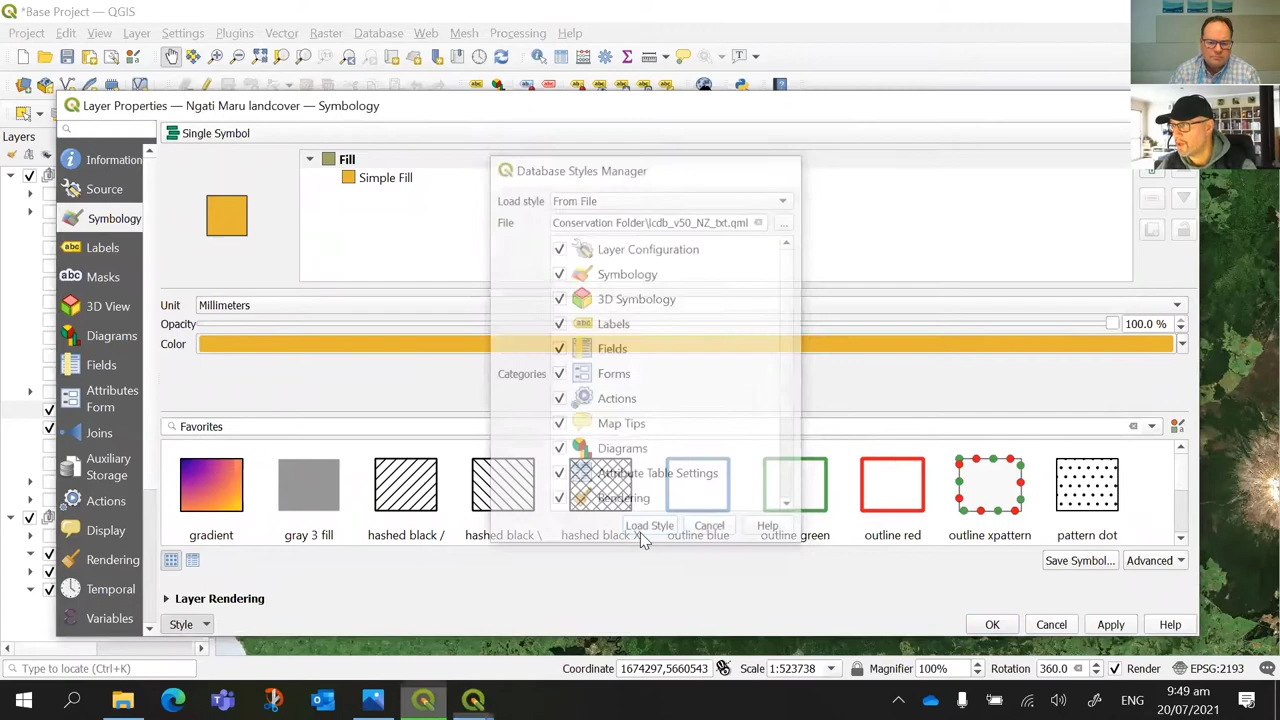 *Base Project — QGIS
Project Edit View Layer Settings Plugins Vector Raster Database Web Mesh Processing Help
Layer Properties — Ngati Maru landcover — Symbology
Layers
Single Symbol
Information
Source
Symbology
Labels
Masks
3D View
Diagrams
Fields
Attributes
Form
Joins
Auxiliary
Storage
Actions
Display
Rendering
Temporal
Variables
Fill
Simple Fill
Database Styles Manager
Load style From File
File Conservation Folder\lcdb_v50_NZ_txt.qml ...
Layer Configuration
Symbology
3D Symbology
Labels
Fields
Categories Forms
Actions
Map Tips
Diagrams
Attribute Table Settings
Rendering
Load Style Cancel Help
Unit Millimeters
Opacity 100.0 %
Color
Favorites
gradient gray 3 fill hashed black / hashed black \ hashed black X outline blue outline green outline red outline xpattern pattern dot
Save Symbol... Advanced
Layer Rendering
Style OK Cancel Apply Help
Type to locate (Ctrl+K) Coordinate 1674297,5660543 Scale 1:523738 Magnifier 100% Rotation 360.0 Render EPSG:2193
ENG
9:49 am
20/07/2021